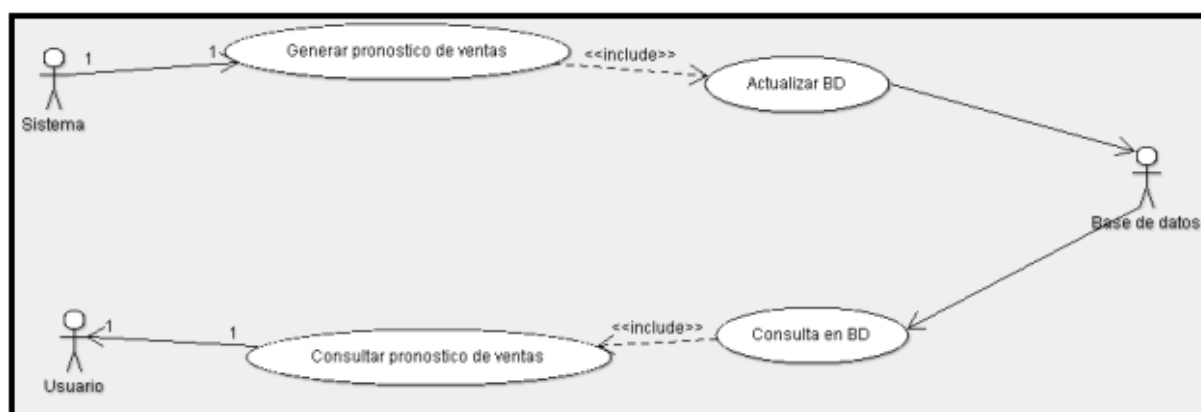 1
1
Generar pronostico de ventas
<<include>>
Actualizar BD
Sistema
Base de datos
1
1
Consultar pronostico de ventas
<<include>>
Consulta en BD
Usuario